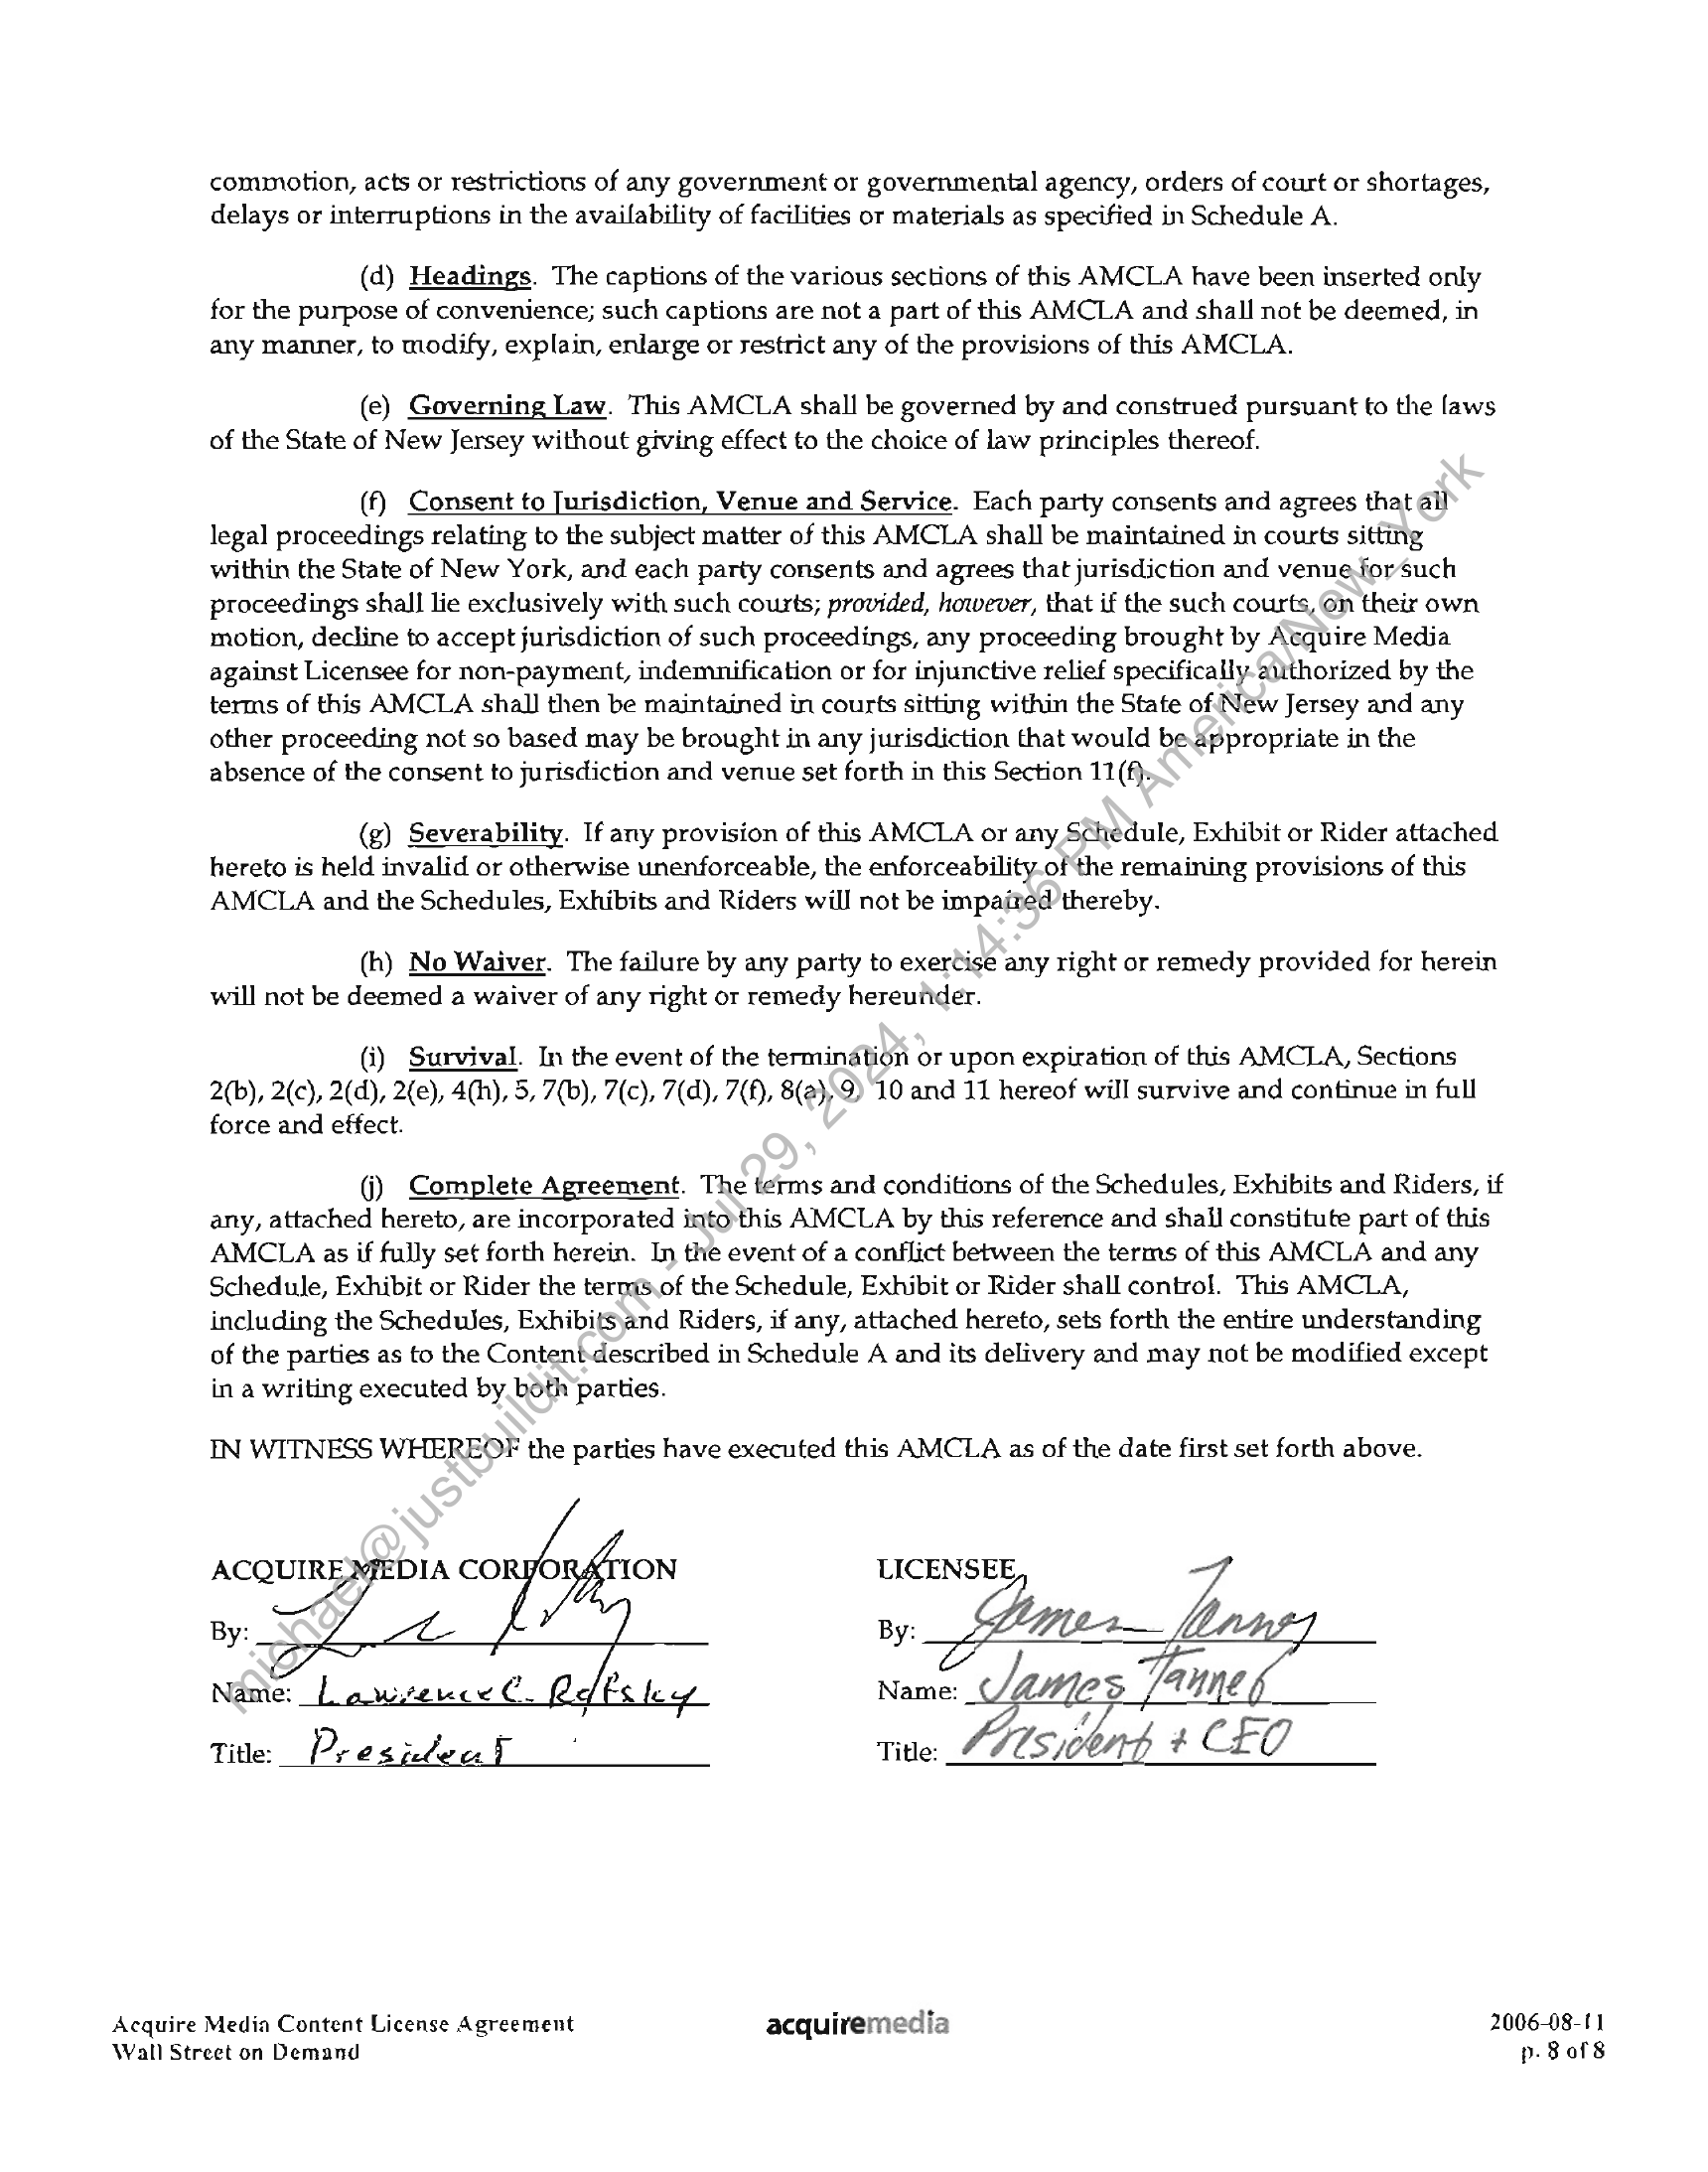 commotion, acts or restrictions of any government or governmental agency, orders of court or shortages,
delays or interruptions in the availability of facilities or materials as specified in Schedule A.
(d) Headings. The captions of the various sections of this AMCLA have been inserted only
for the purpose of convenience; such captions are not a part of this AMCLA and shall not be deemed, in
any manner, to modify, explain, enlarge or restrict any of the provisions of this AMCLA.
(e) Governing Law. This AMCLA shall be governed by and construed pursuant to the laws
of the State of New Jersey without giving effect to the choice of law principles thereof.
(f) Consent to Jurisdiction, Venue and Service. Each party consents and agrees that all
legal proceedings relating to the subject matter of this AMCLA shall be maintained in courts sitting
within the State of New York, and each party consents and agrees that jurisdiction and venue for such
proceedings shall lie exclusively with such courts; provided, however, that if the such courts, on their own
motion, decline to accept jurisdiction of such proceedings, any proceeding brought by Acquire Media
against Licensee for non-payment, indemnification or for injunctive relief specifically authorized by the
terms of this AMCLA shall then be maintained in courts sitting within the State of New Jersey and any
other proceeding not so based may be brought in any jurisdiction that would be appropriate in the
absence of the consent to jurisdiction and venue set forth in this Section 11(f).
(g) Severability. If any provision of this AMCLA or any Schedule, Exhibit or Rider attached
hereto is held invalid or otherwise unenforceable, the enforceability of the remaining provisions of this
AMCLA and the Schedules, Exhibits and Riders will not be impaired thereby.
(h) No Waiver. The failure by any party to exercise any right or remedy provided for herein
will not be deemed a waiver of any right or remedy hereunder.
(i) Survival. In the event of the termination or upon expiration of this AMCLA, Sections
2(b), 2(c), 2(d), 2(e), 4(h), 5, 7(b), 7(c), 7(d), 7(f), 8(a), 9, 10 and 11 hereof will survive and continue in full
force and effect.
(j) Complete Agreement. The terms and conditions of the Schedules, Exhibits and Riders, if
any, attached hereto, are incorporated into this AMCLA by this reference and shall constitute part of this
AMCLA as if fully set forth herein. In the event of a conflict between the terms of this AMCLA and any
Schedule, Exhibit or Rider the terms of the Schedule, Exhibit or Rider shall control. This AMCLA,
including the Schedules, Exhibits and Riders, if any, attached hereto, sets forth the entire understanding
of the parties as to the Content described in Schedule A and its delivery and may not be modified except
in a writing executed by both parties.
IN WITNESS WHEREOF the parties have executed this AMCLA as of the date first set forth above.
ACQUIRE MEDIA CORPORATION
By:
Name: Lawrence C. Rafsky
Title: President
LICENSEE
By: James Tanner
Name: James Tanner
Title: President + CEO
michael@justbuildit.com - Jul 29, 2024, 1:14:36 PM America/New_York
Acquire Media Content License Agreement
Wall Street on Demand
acquiremedia
2006-08-11
p. 8 of 8